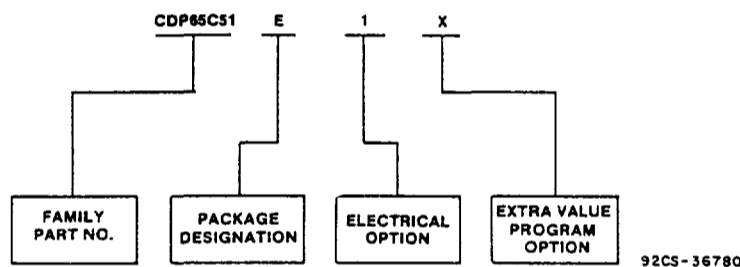 CDP65C51 E 1 X
FAMILY
PART NO.
PACKAGE
DESIGNATION
ELECTRICAL
OPTION
EXTRA VALUE
PROGRAM
OPTION
92CS-36780